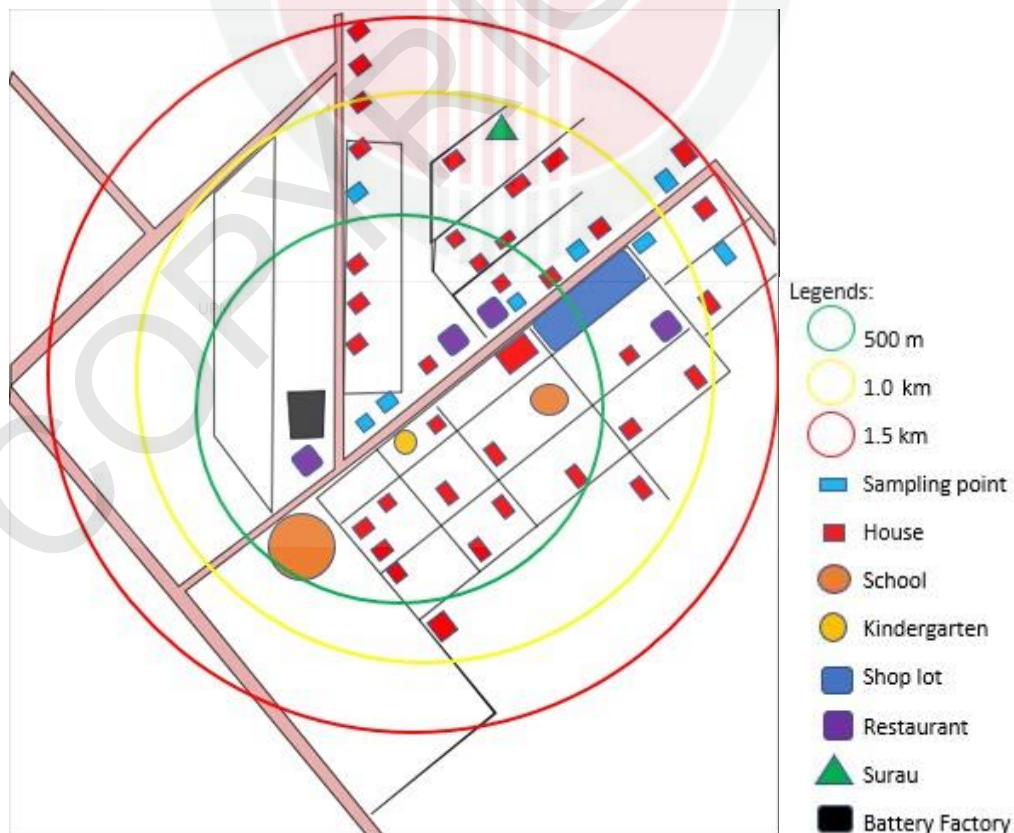 COPYRIG
Legends:
500 m
1.0 km
1.5 km
Sampling point
House
School
Kindergarten
Shop lot
Restaurant
Surau
Battery Factory